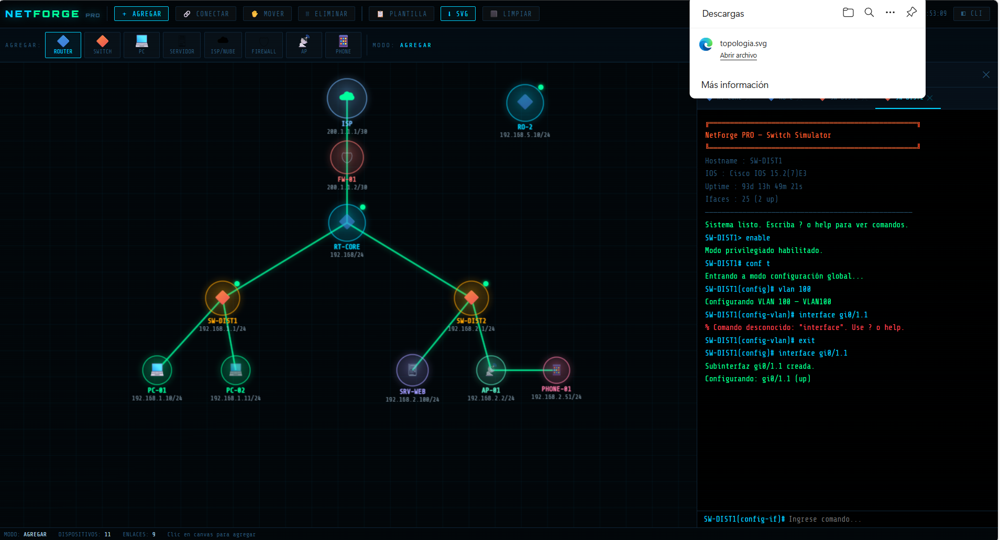 NETFORGE PRO
+ AGREGAR
CONECTAR
MOVER
ELIMINAR
PLANTILLA
⬇ SVG
LIMPIAR
:53:09
CLI
AGREGAR:
ROUTER
SWITCH
PC
SERVIDOR
ISP/NUBE
FIREWALL
AP
PHONE
MODO: AGREGAR
Descargas
topologia.svg
Abrir archivo
Más información
ISP
200.1.1.1/30
RO-2
192.168.5.10/24
FW-01
200.1.1.2/30
RT-CORE
192.168/24
SW-DIST1
192.168.1.1/24
SW-DIST2
192.168.2.1/24
PC-01
192.168.1.10/24
PC-02
192.168.1.11/24
SRV-WEB
192.168.2.100/24
AP-01
192.168.2.2/24
PHONE-01
192.168.2.51/24
NetForge PRO — Switch Simulator
Hostname : SW-DIST1
IOS : Cisco IOS 15.2(7)E3
Uptime : 93d 13h 49m 21s
Ifaces : 25 (2 up)
Sistema listo. Escriba ? o help para ver comandos.
SW-DIST1> enable
Modo privilegiado habilitado.
SW-DIST1# conf t
Entrando a modo configuración global...
SW-DIST1(config)# vlan 100
Configurando VLAN 100 — VLAN100
SW-DIST1(config-vlan)# interface gi0/1.1
% Comando desconocido: "interface". Use ? o help.
SW-DIST1(config-vlan)# exit
SW-DIST1(config)# interface gi0/1.1
Subinterfaz gi0/1.1 creada.
Configurando: gi0/1.1 (up)
SW-DIST1(config-if)# Ingrese comando...
MODO: AGREGAR
DISPOSITIVOS: 11
ENLACES: 9
Clic en canvas para agregar